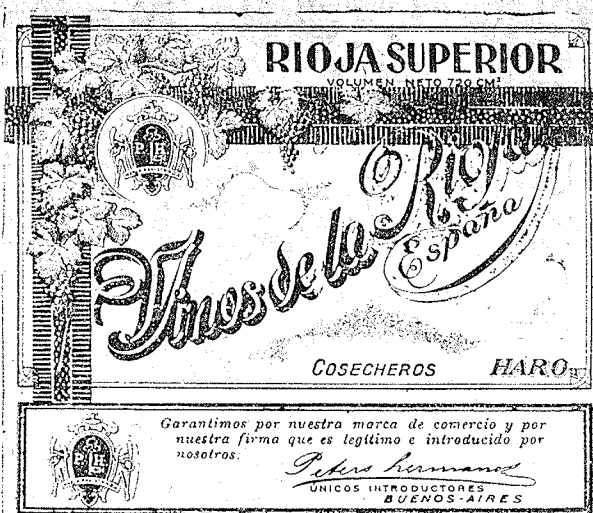 RIOJA SUPERIOR
VOLUMEN NETO 720 CM³
Vinos de la Rioja
España
COSECHEROS HARO
Garantimos por nuestra marca de comercio y por
nuestra firma que es legítimo e introducido por
nosotros.
Peters hermanos
UNICOS INTRODUCTORES
BUENOS-AIRES